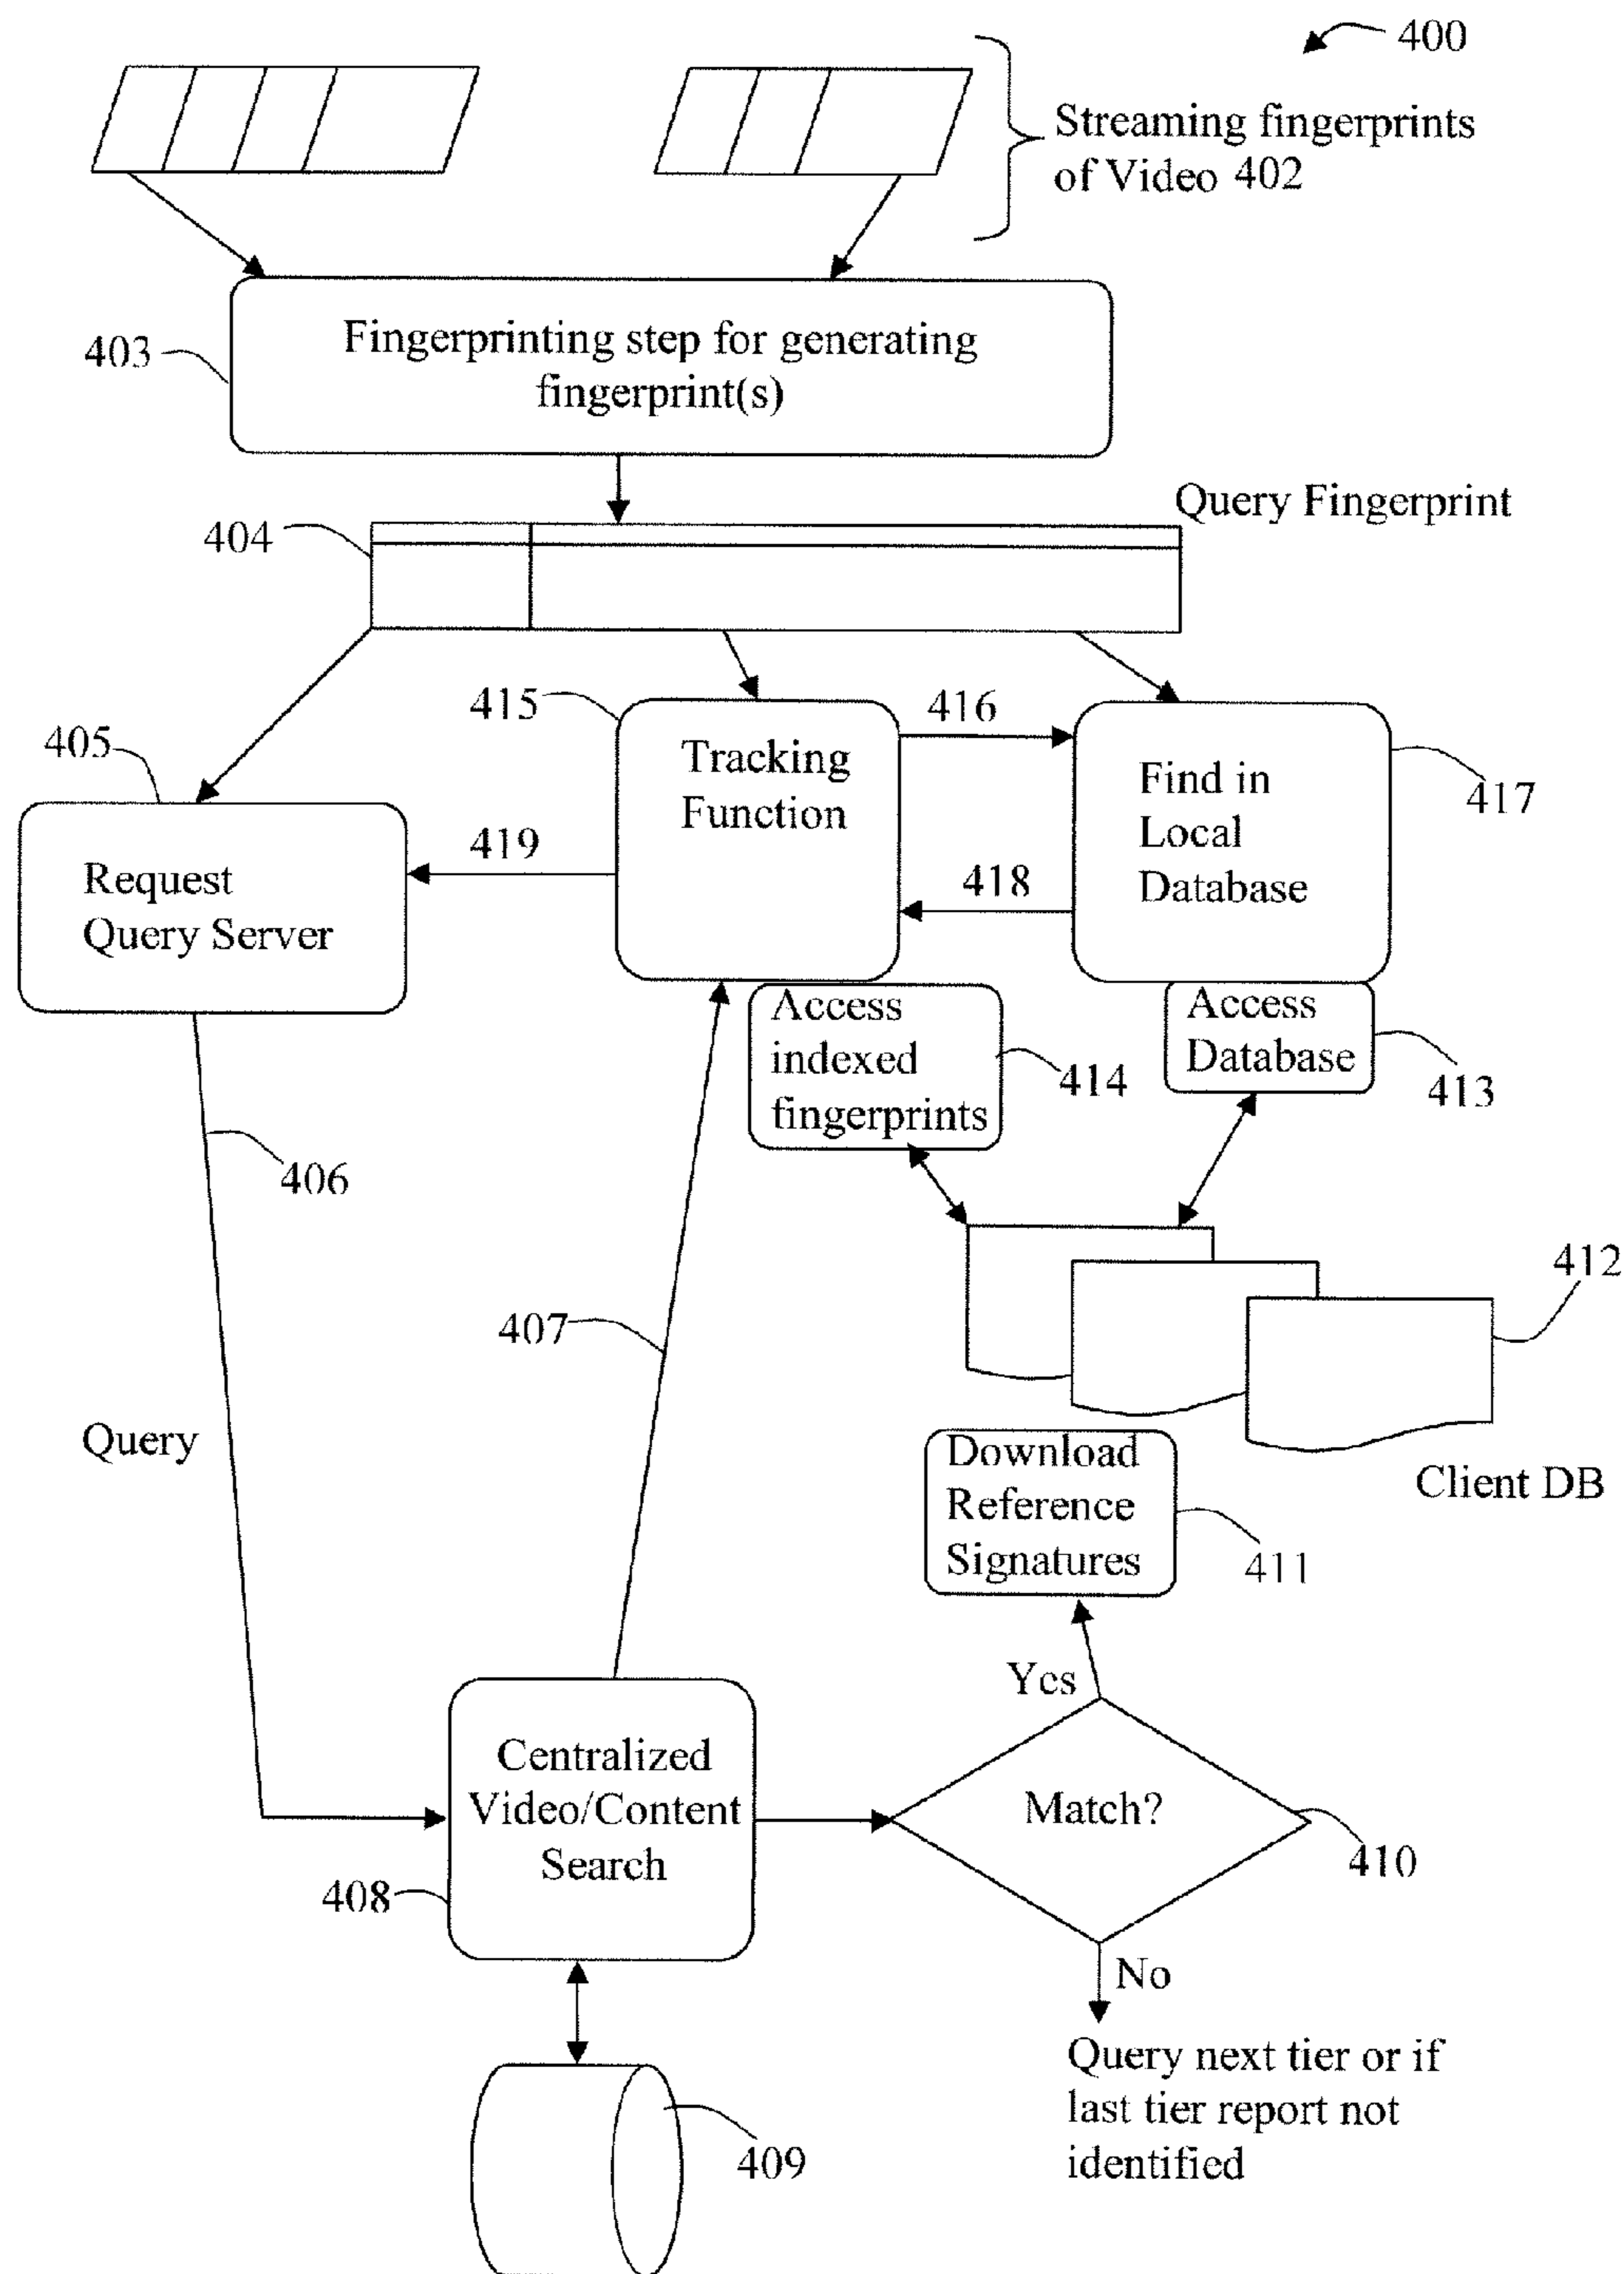 400
Streaming fingerprints
of Video 402
403
Fingerprinting step for generating
fingerprint(s)
Query Fingerprint
404
415
416
405
Tracking
Function
Find in
Local
Database
417
419
418
Request
Query Server
Access
indexed
fingerprints
414
Access
Database
413
406
412
407
Query
Client DB
Download
Reference
Signatures
411
Yes
Centralized
Video/Content
Search
Match?
410
408
No
Query next tier or if
last tier report not
identified
409